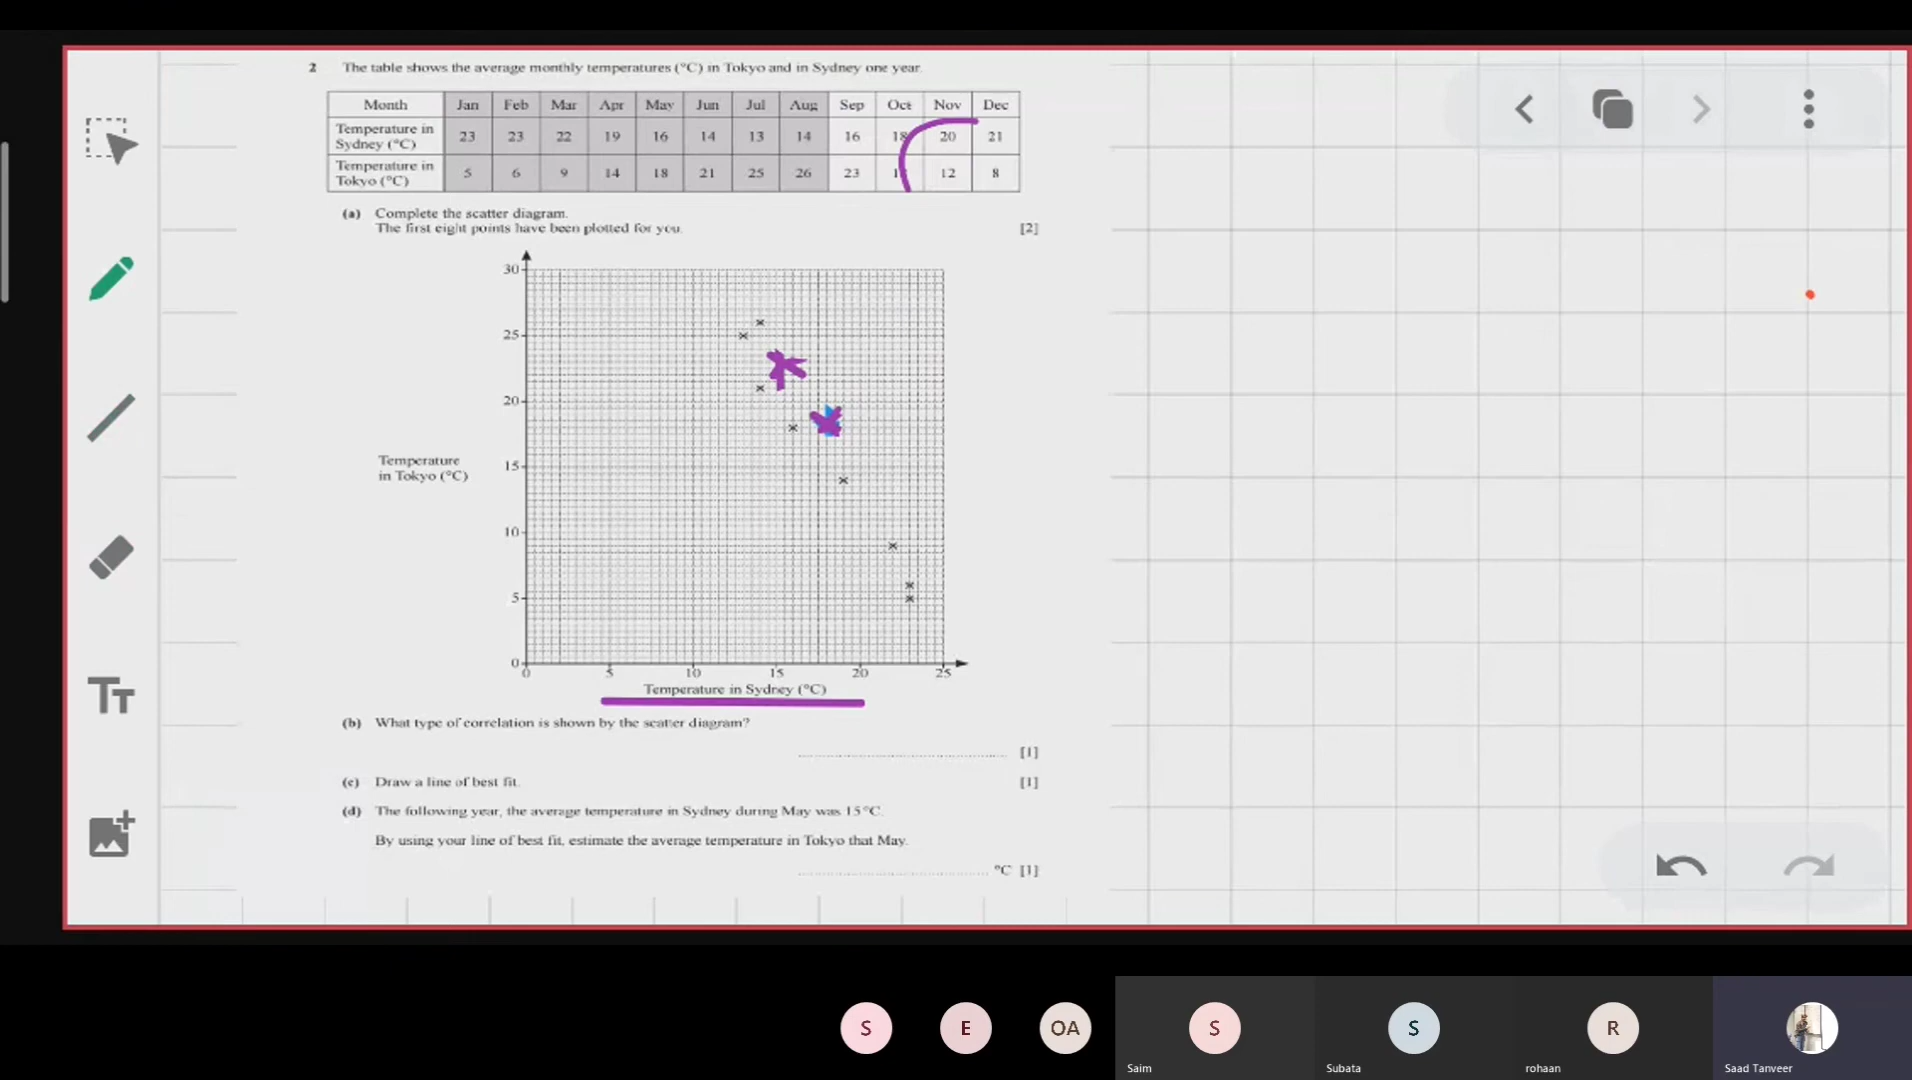 2 The table shows the average monthly temperatures (°C) in Tokyo and in Sydney one year.
Month Jan Feb Mar Apr May Jun Jul Aug Sep Oct Nov Dec
Temperature in Sydney (°C) 23 23 22 19 16 14 13 14 16 18 20 21
Temperature in Tokyo (°C) 5 6 9 14 18 21 25 26 23 12 8
(a) Complete the scatter diagram.
The first eight points have been plotted for you. [2]
30
25
20
15
10
5
0
Temperature
in Tokyo (°C)
0 5 10 15 20 25
Temperature in Sydney (°C)
(b) What type of correlation is shown by the scatter diagram?
[1]
(c) Draw a line of best fit. [1]
(d) The following year, the average temperature in Sydney during May was 15 °C.
By using your line of best fit, estimate the average temperature in Tokyo that May.
°C [1]
TT
S E OA S S R
Saim Subata rohaan Saad Tanveer